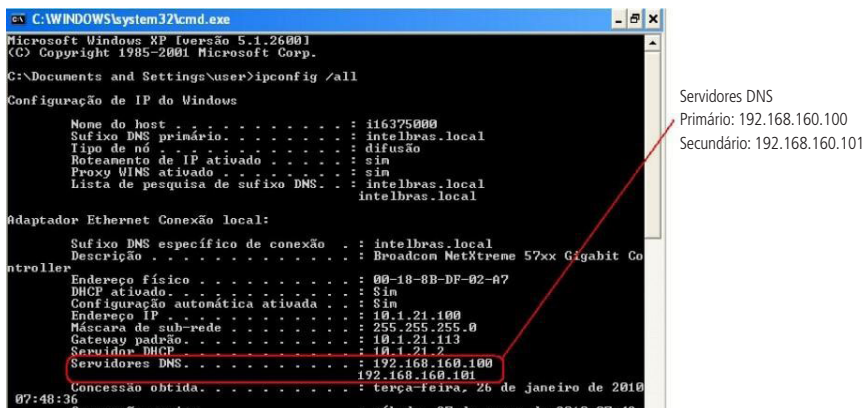 C:\WINDOWS\system32\cmd.exe
Microsoft Windows XP [versão 5.1.2600]
(C) Copyright 1985-2001 Microsoft Corp.
C:\Documents and Settings\user>ipconfig /all
Configuração de IP do Windows
Nome do host . . . . . . . . . . . : i16375000
Sufixo DNS primário. . . . . . . . : intelbras.local
Tipo de nó . . . . . . . . . . . . : difusão
Roteamento de IP ativado . . . . . : sim
Proxy WINS ativado . . . . . . . . : sim
Lista de pesquisa de sufixo DNS. . : intelbras.local
intelbras.local
Adaptador Ethernet Conexão local:
Sufixo DNS específico de conexão . : intelbras.local
Descrição . . . . . . . . . . . . . : Broadcom NetXtreme 57xx Gigabit Co
ntroller
Endereço físico . . . . . . . . . . : 00-18-8B-DF-02-A7
DHCP ativado. . . . . . . . . . . . : Sim
Configuração automática ativada . . : Sim
Endereço IP . . . . . . . . . . . . : 10.1.21.100
Máscara de sub-rede . . . . . . . . : 255.255.255.0
Gateway padrão. . . . . . . . . . . : 10.1.21.113
Servidor DHCP . . . . . . . . . . . : 10.1.21.2
Servidores DNS. . . . . . . . . . . : 192.168.160.100
192.168.160.101
Concessão obtida. . . . . . . . . . : terça-feira, 26 de janeiro de 2010
07:48:36
Servidores DNS
Primário: 192.168.160.100
Secundário: 192.168.160.101